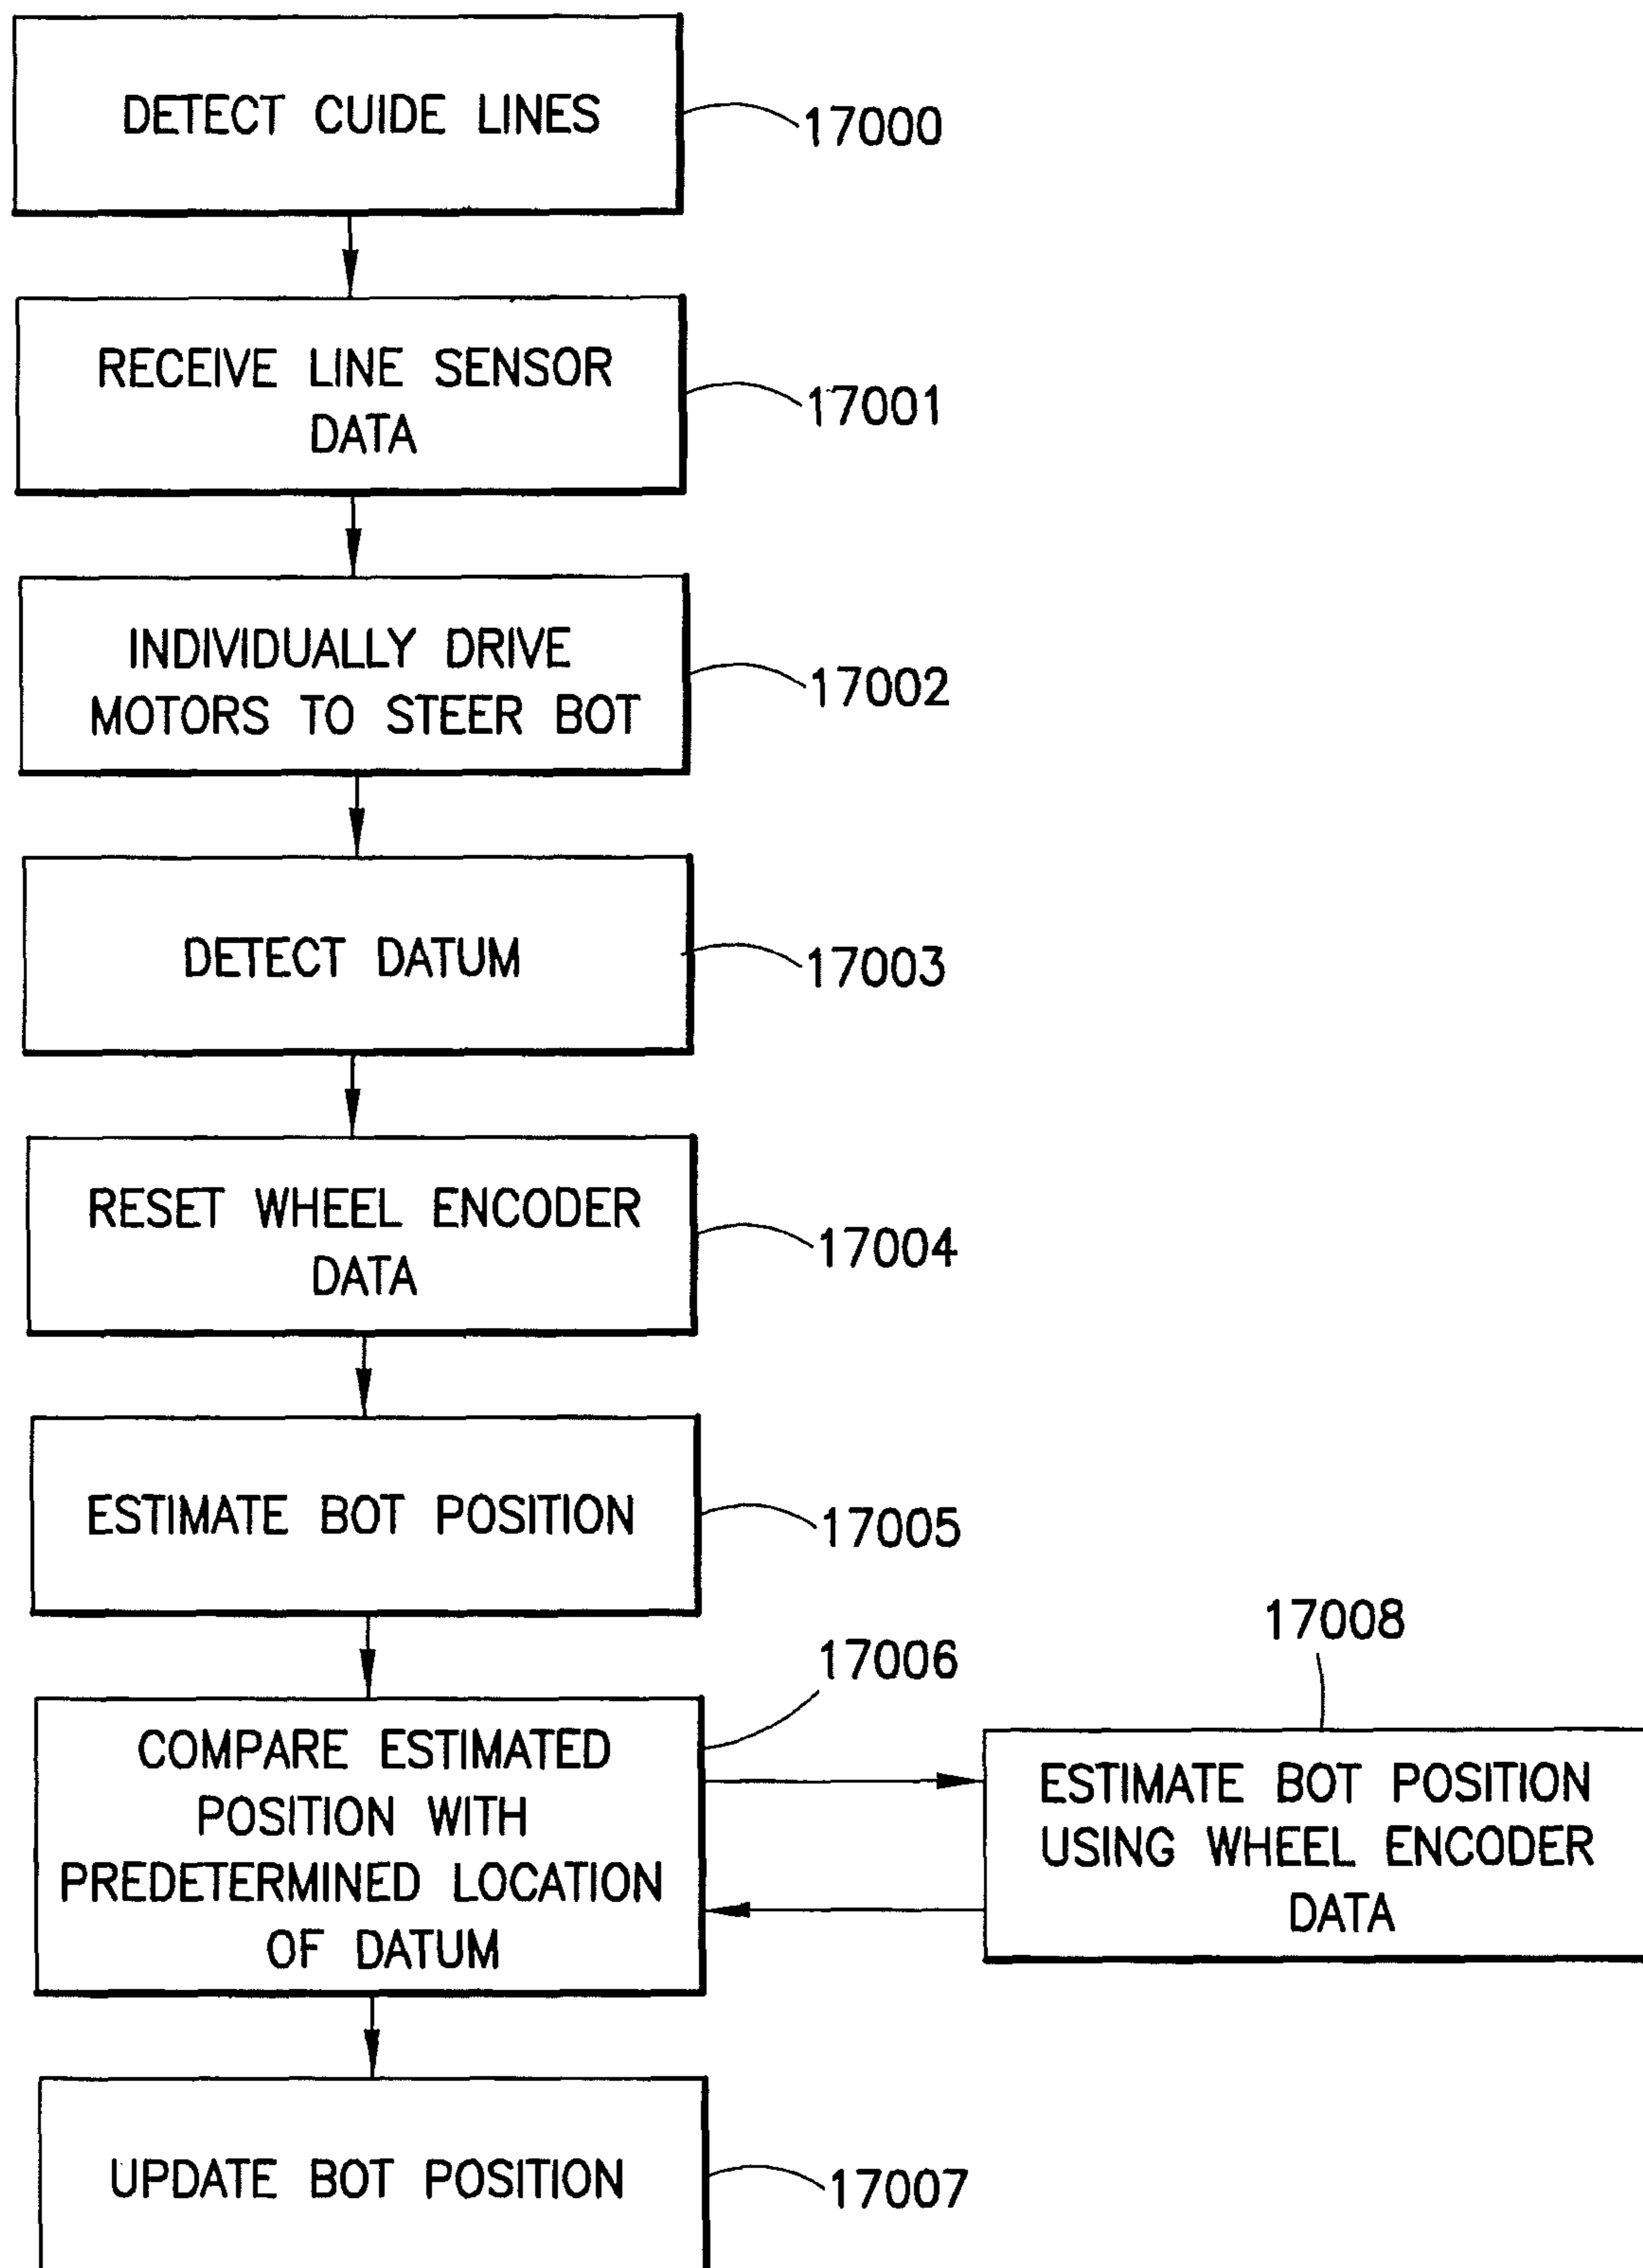 DETECT CUIDE LINES
17000
RECEIVE LINE SENSOR
DATA
17001
INDIVIDUALLY DRIVE
MOTORS TO STEER BOT
17002
DETECT DATUM
17003
RESET WHEEL ENCODER
DATA
17004
ESTIMATE BOT POSITION
17005
COMPARE ESTIMATED
POSITION WITH
PREDETERMINED LOCATION
OF DATUM
17006
17008
ESTIMATE BOT POSITION
USING WHEEL ENCODER
DATA
UPDATE BOT POSITION
17007